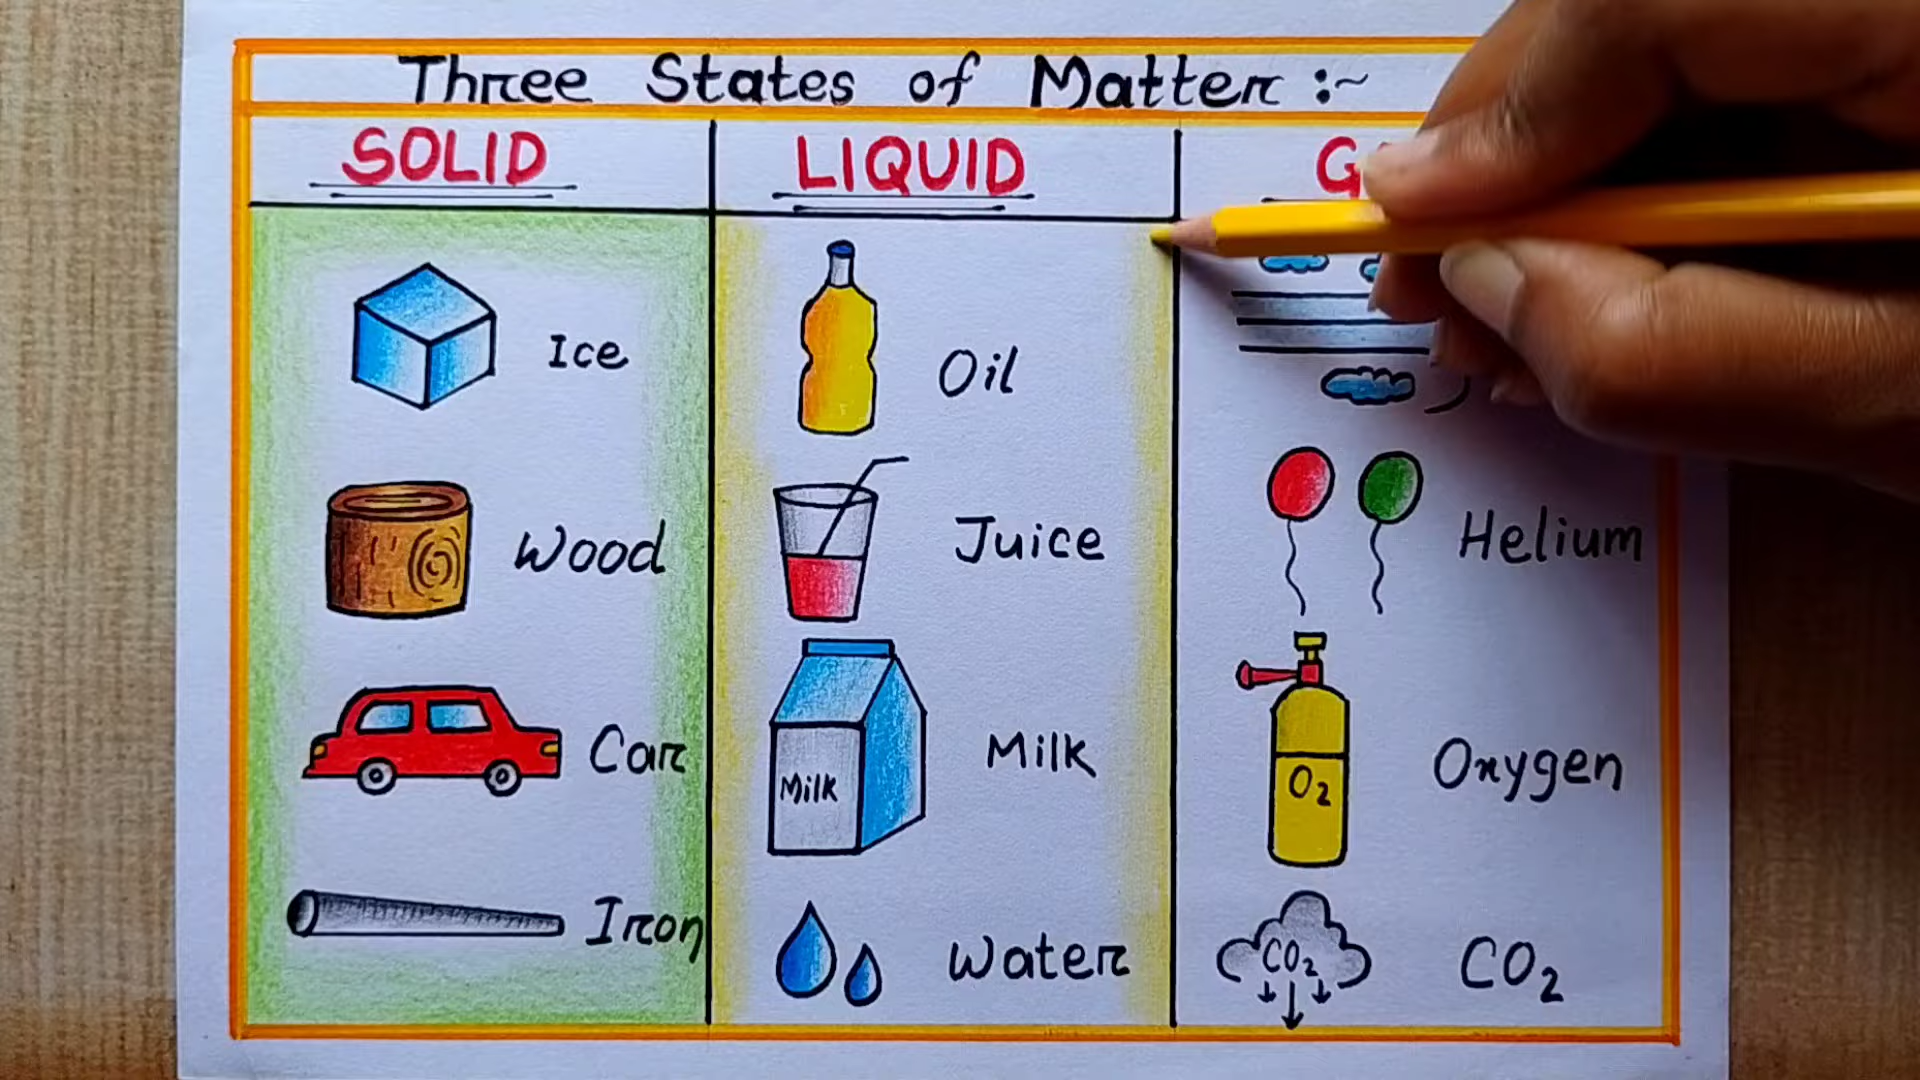 Three States of Matter :~
SOLID
Ice
Wood
Car
Iron
LIQUID
Oil
Juice
Milk
Milk
Water
Helium
O2
Oxygen
CO2
CO2